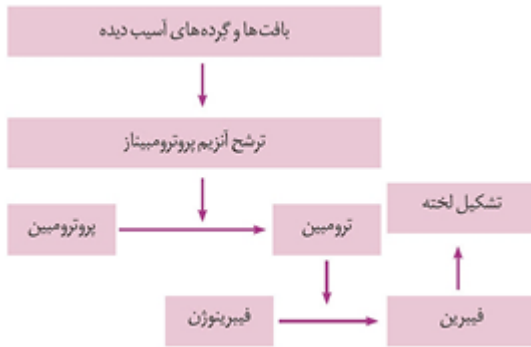 بافت‌ها و گرده‌های آسیب دیده
ترشح آنزیم پروترومبیناز
تشکیل لخته
پروترومبین
ترومبین
فیبرینوژن
فیبرین